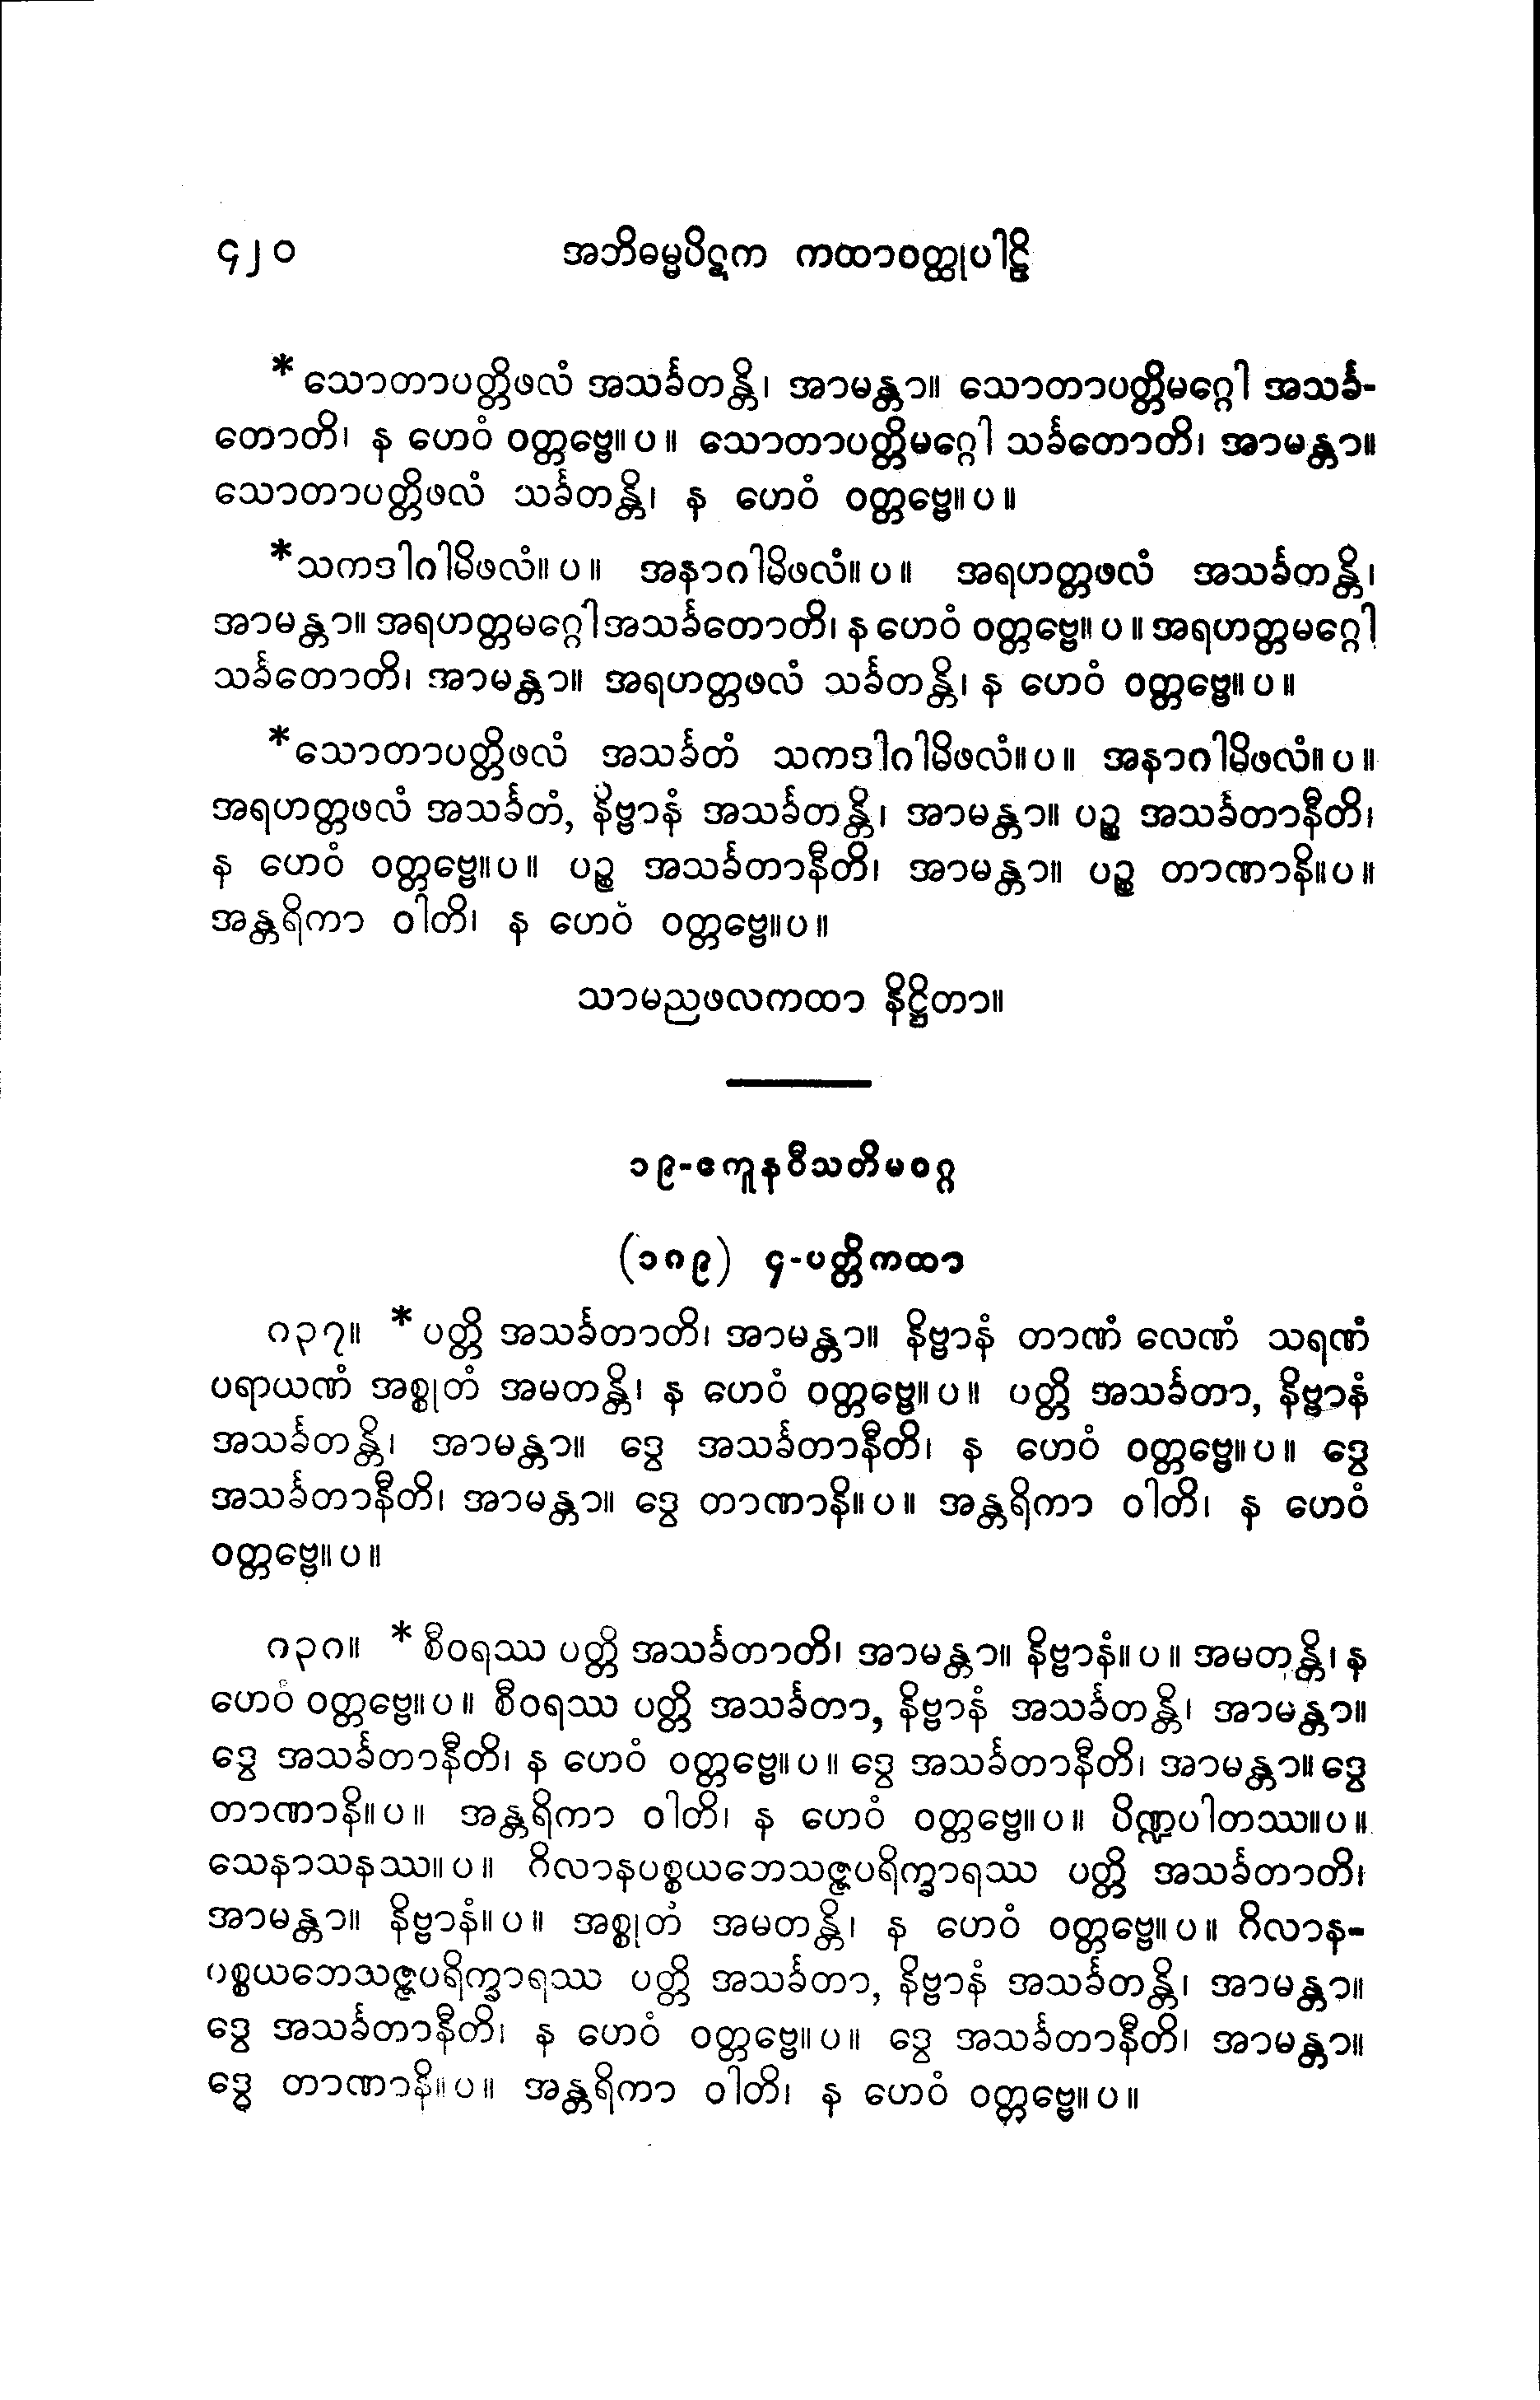 ၄၂၀ အဘိဓမ္မပိဋက ကထာဝတ္ထုပါဠိ
* သောတာပတ္တိဖလံ အသင်္ခတန္တိ၊ အာမန္တာ။ သောတာပတ္တိမဂ္ဂေါ အသင်္ခ-
တောတိ၊ န ဟေဝံ ဝတ္တဗ္ဗေ။ ပ။ သောတာပတ္တိမဂ္ဂေါ သင်္ခတောတိ၊ အာမန္တာ။
သောတာပတ္တိဖလံ သင်္ခတန္တိ၊ န ဟေဝံ ဝတ္တဗ္ဗေ။ ပ။
* သကဒါဂါမိဖလံ။ ပ။ အနာဂါမိဖလံ။ ပ။ အရဟတ္တဖလံ အသင်္ခတန္တိ၊
အာမန္တာ။ အရဟတ္တမဂ္ဂေါ အသင်္ခတောတိ၊ န ဟေဝံ ဝတ္တဗ္ဗေ။ ပ။ အရဟတ္တမဂ္ဂေါ
သင်္ခတောတိ၊ အာမန္တာ။ အရဟတ္တဖလံ သင်္ခတန္တိ၊ န ဟေဝံ ဝတ္တဗ္ဗေ။ ပ။
* သောတာပတ္တိဖလံ အသင်္ခတံ သကဒါဂါမိဖလံ။ ပ။ အနာဂါမိဖလံ။ ပ။
အရဟတ္တဖလံ အသင်္ခတံ, နိဗ္ဗာနံ အသင်္ခတန္တိ၊ အာမန္တာ။ ပဉ္စ အသင်္ခတာနီတိ၊
န ဟေဝံ ဝတ္တဗ္ဗေ။ ပ။ ပဉ္စ အသင်္ခတာနီတိ၊ အာမန္တာ။ ပဉ္စ တာဏာနိ။ ပ။
အန္တရိကာ ဝါတိ၊ န ဟေဝံ ဝတ္တဗ္ဗေ။ ပ။
သာမညဖလကထာ နိဋ္ဌိတာ။
၁၉-ဧကူနဝီသတိမဝဂ္ဂ
(၁၈၉) ၄-ပတ္တိကထာ
၈၃၇။ * ပတ္တိ အသင်္ခတာတိ၊ အာမန္တာ။ နိဗ္ဗာနံ တာဏံ လေဏံ သရဏံ
ပရာယဏံ အစ္စုတံ အမတန္တိ၊ န ဟေဝံ ဝတ္တဗ္ဗေ။ ပ။ ပတ္တိ အသင်္ခတာ, နိဗ္ဗာနံ
အသင်္ခတန္တိ၊ အာမန္တာ။ ဒွေ အသင်္ခတာနီတိ၊ န ဟေဝံ ဝတ္တဗ္ဗေ။ ပ။ ဒွေ
အသင်္ခတာနီတိ၊ အာမန္တာ။ ဒွေ တာဏာနိ။ ပ။ အန္တရိကာ ဝါတိ၊ န ဟေဝံ
ဝတ္တဗ္ဗေ။ ပ။
၈၃၈။ * စီဝရဿ ပတ္တိ အသင်္ခတာတိ၊ အာမန္တာ။ နိဗ္ဗာနံ။ ပ။ အမတန္တိ၊ န
ဟေဝံ ဝတ္တဗ္ဗေ။ ပ။ စီဝရဿ ပတ္တိ အသင်္ခတာ, နိဗ္ဗာနံ အသင်္ခတန္တိ၊ အာမန္တာ။
ဒွေ အသင်္ခတာနီတိ၊ န ဟေဝံ ဝတ္တဗ္ဗေ။ ပ။ ဒွေ အသင်္ခတာနီတိ၊ အာမန္တာ။ ဒွေ
တာဏာနိ။ ပ။ အန္တရိကာ ဝါတိ၊ န ဟေဝံ ဝတ္တဗ္ဗေ။ ပ။ ပိဏ္ဍပါတဿ။ ပ။
သေနာသနဿ။ ပ။ ဂိလာနပစ္စယဘေသဇ္ဇပရိက္ခာရဿ ပတ္တိ အသင်္ခတာတိ၊
အာမန္တာ။ နိဗ္ဗာနံ။ ပ။ အစ္စုတံ အမတန္တိ၊ န ဟေဝံ ဝတ္တဗ္ဗေ။ ပ။ ဂိလာန-
ပစ္စယဘေသဇ္ဇပရိက္ခာရဿ ပတ္တိ အသင်္ခတာ, နိဗ္ဗာနံ အသင်္ခတန္တိ၊ အာမန္တာ။
ဒွေ အသင်္ခတာနီတိ၊ န ဟေဝံ ဝတ္တဗ္ဗေ။ ပ။ ဒွေ အသင်္ခတာနီတိ၊ အာမန္တာ။
ဒွေ တာဏာနိ။ ပ။ အန္တရိကာ ဝါတိ၊ န ဟေဝံ ဝတ္တဗ္ဗေ။ ပ။